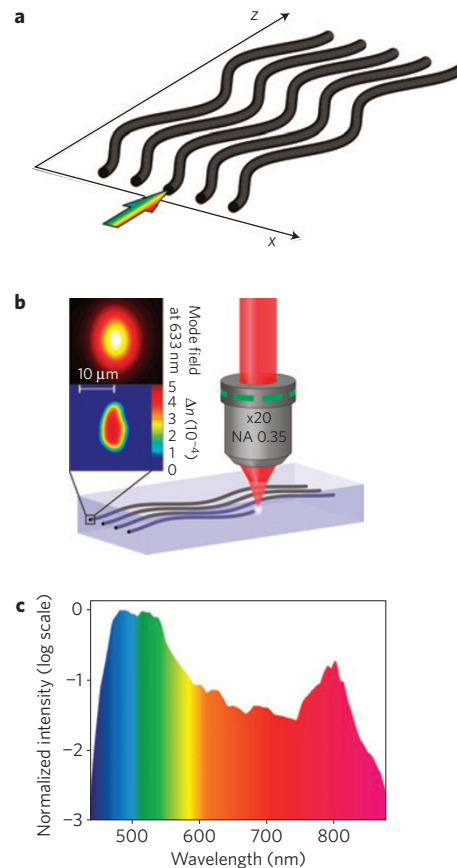 a
z
x
b
Mode field
at 633 nm
10 μm
5
4
3
2
1
0
Δn (10⁻⁴)
x20
NA 0.35
c
Normalized intensity (log scale)
0
−1
−2
−3
500 600 700 800
Wavelength (nm)